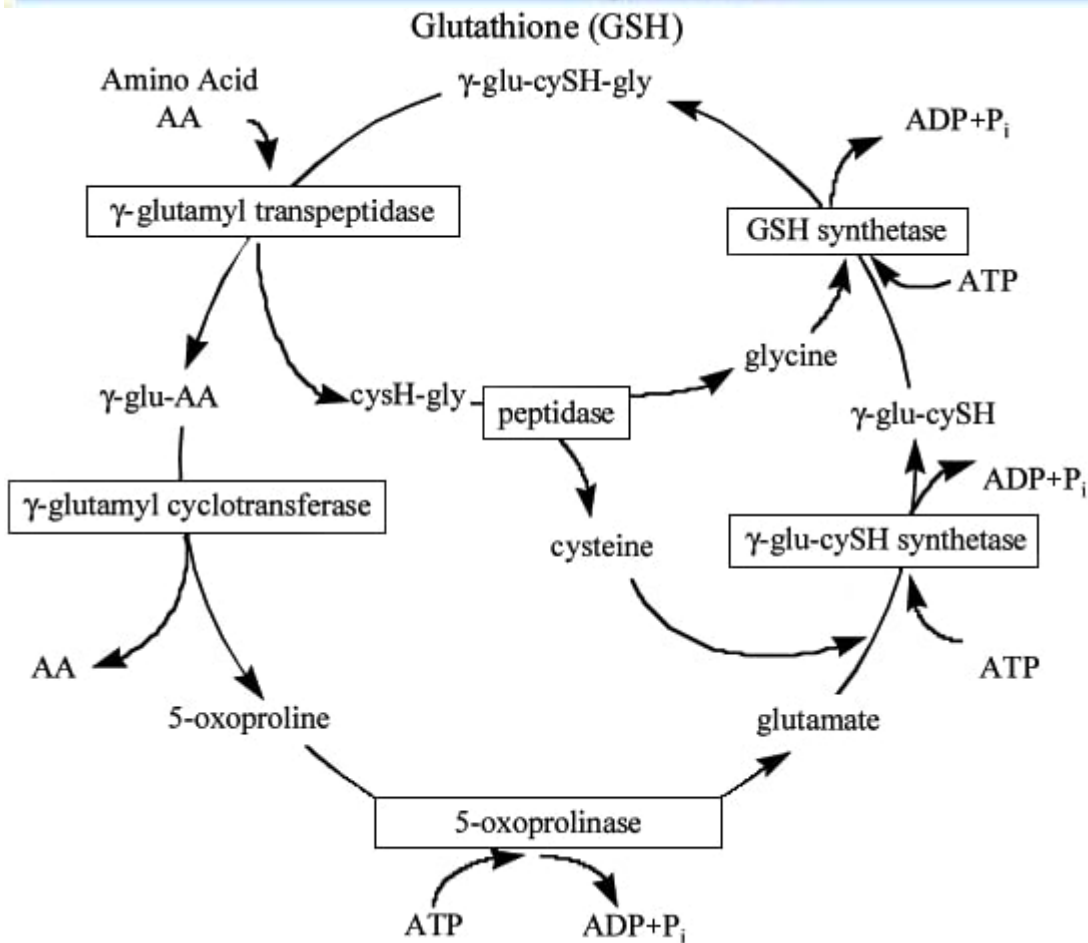 Glutathione (GSH)
γ-glu-cySH-gly
Amino Acid
AA
ADP+Pi
γ-glutamyl transpeptidase
GSH synthetase
ATP
glycine
γ-glu-AA
cysH-gly
peptidase
γ-glu-cySH
ADP+Pi
γ-glutamyl cyclotransferase
cysteine
γ-glu-cySH synthetase
AA
ATP
5-oxoproline
glutamate
5-oxoprolinase
ATP
ADP+Pi